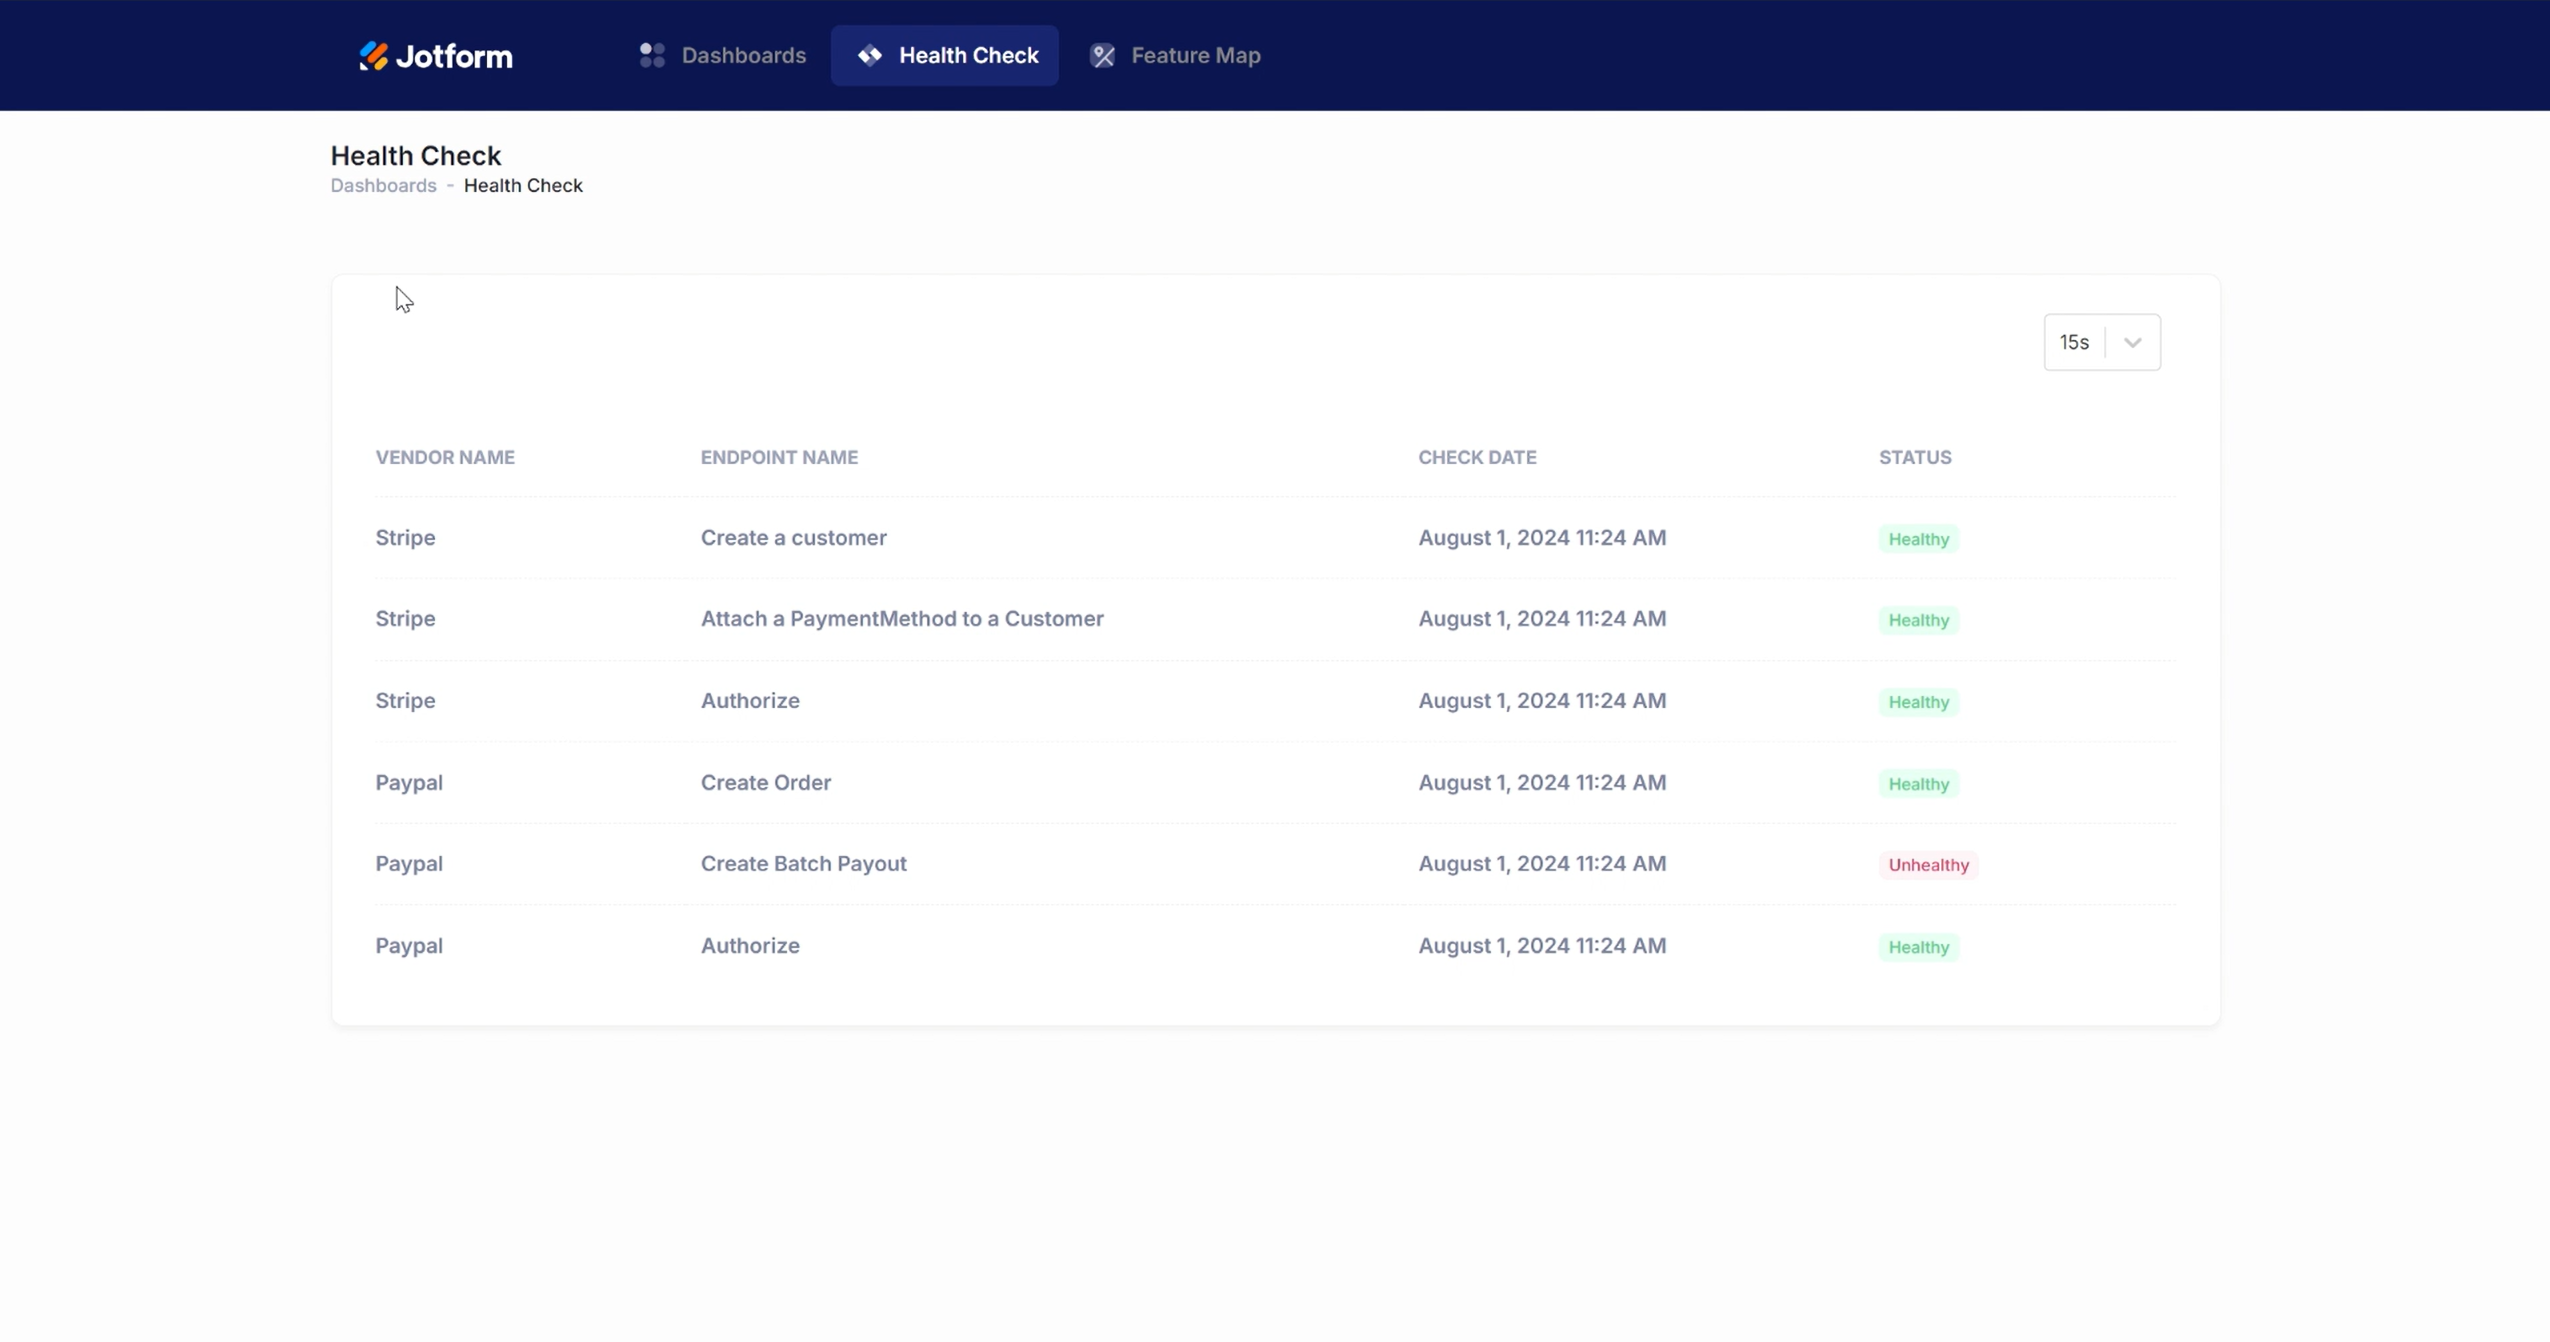 Jotform
Dashboards
Health Check
Feature Map
Health Check
Dashboards - Health Check
15s
VENDOR NAME ENDPOINT NAME CHECK DATE STATUS
Stripe Create a customer August 1, 2024 11:24 AM Healthy
Stripe Attach a PaymentMethod to a Customer August 1, 2024 11:24 AM Healthy
Stripe Authorize August 1, 2024 11:24 AM Healthy
Paypal Create Order August 1, 2024 11:24 AM Healthy
Paypal Create Batch Payout August 1, 2024 11:24 AM Unhealthy
Paypal Authorize August 1, 2024 11:24 AM Healthy